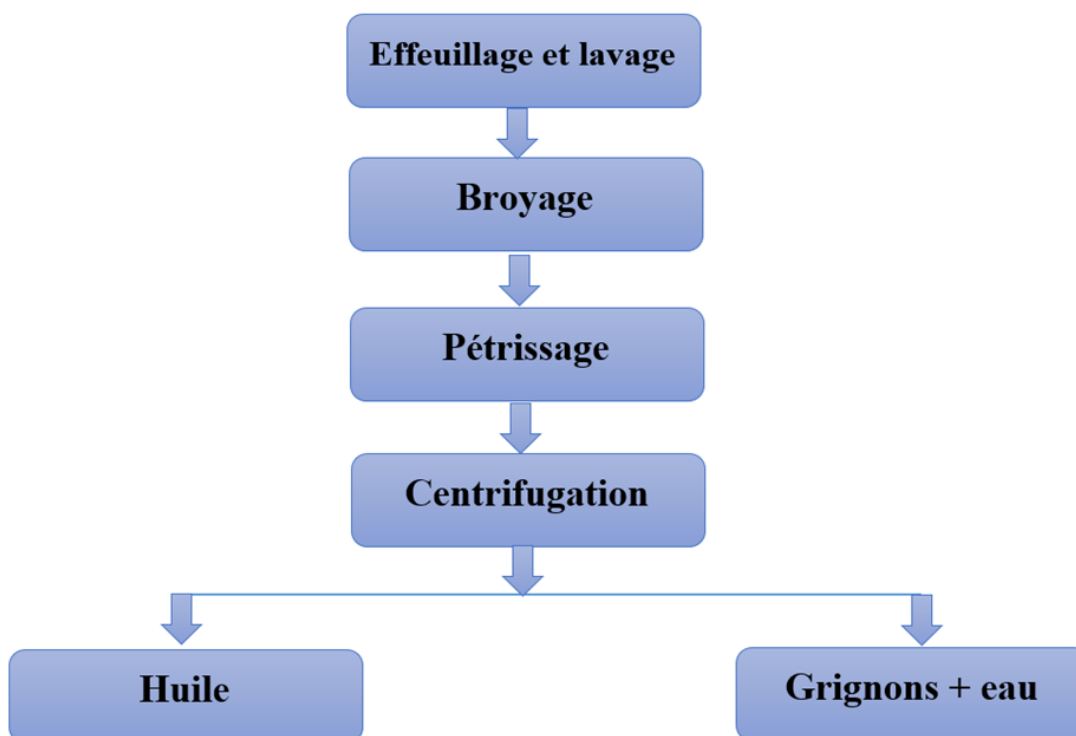 Effeuillage et lavage
Broyage
Pétrissage
Centrifugation
Huile
Grignons + eau